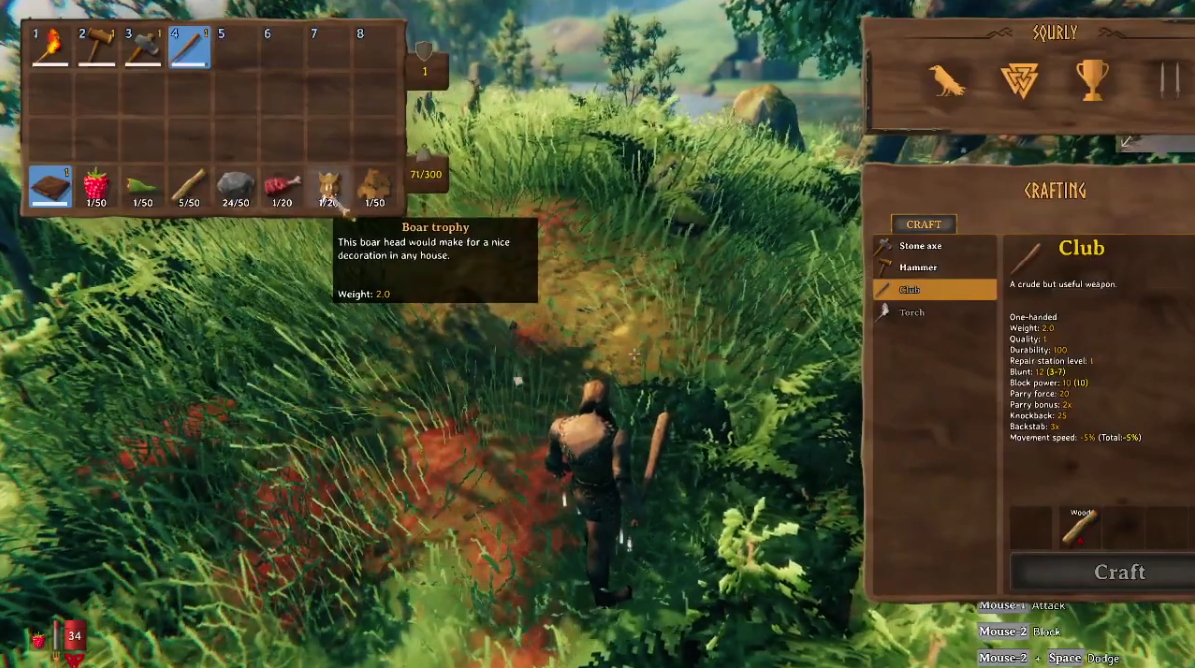 1 2 3 4 5 6 7 8
1 1 1
1
SQURLY
71/300
1
1/50 1/50 5/50 24/50 1/20 1/20 1/50
Boar trophy
This boar head would make for a nice
decoration in any house.
Weight: 2.0
CRAFTING
CRAFT
Stone axe
Hammer
Club
Torch
Club
A crude but useful weapon.
One-handed
Weight: 2.0
Quality: 1
Durability: 100
Repair station level: 1
Blunt: 12 (3-7)
Block power: 10 (10)
Parry force: 20
Parry bonus: 2x
Knockback: 25
Backstab: 3x
Movement speed: -5% (Total:-5%)
Wood
Craft
Mouse-1 Attack
Mouse-2 Block
Mouse-2 + Space Dodge
34